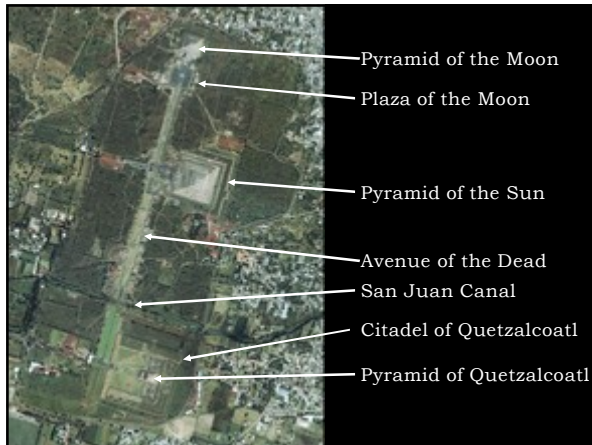 Pyramid of the Moon
Plaza of the Moon
Pyramid of the Sun
Avenue of the Dead
San Juan Canal
Citadel of Quetzalcoatl
Pyramid of Quetzalcoatl